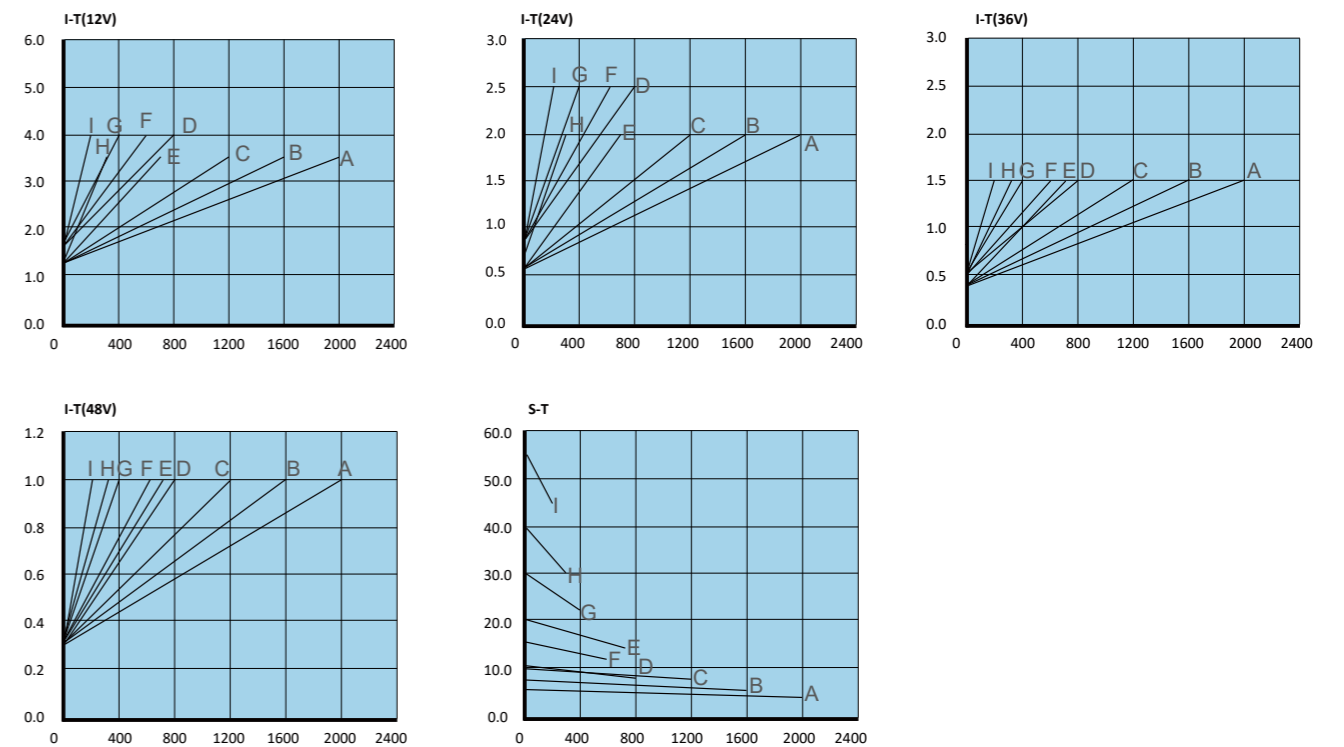 I-T(12V)
6.0
5.0
4.0
3.0
2.0
1.0
0.0
I G F D
H E C B A
0 400 800 1200 1600 2000 2400
I-T(24V)
3.0
2.5
2.0
1.5
1.0
0.5
0.0
I G F D
H E C B A
0 400 800 1200 1600 2000 2400
I-T(36V)
3.0
2.5
2.0
1.5
1.0
0.5
0.0
I H G F E D C B A
0 400 800 1200 1600 2000 2400
I-T(48V)
1.2
1.0
0.8
0.6
0.4
0.2
0.0
I H G F E D C B A
0 400 800 1200 1600 2000 2400
S-T
60.0
50.0
40.0
30.0
20.0
10.0
0.0
I
H
G
E
F D
C B A
0 400 800 1200 1600 2000 2400